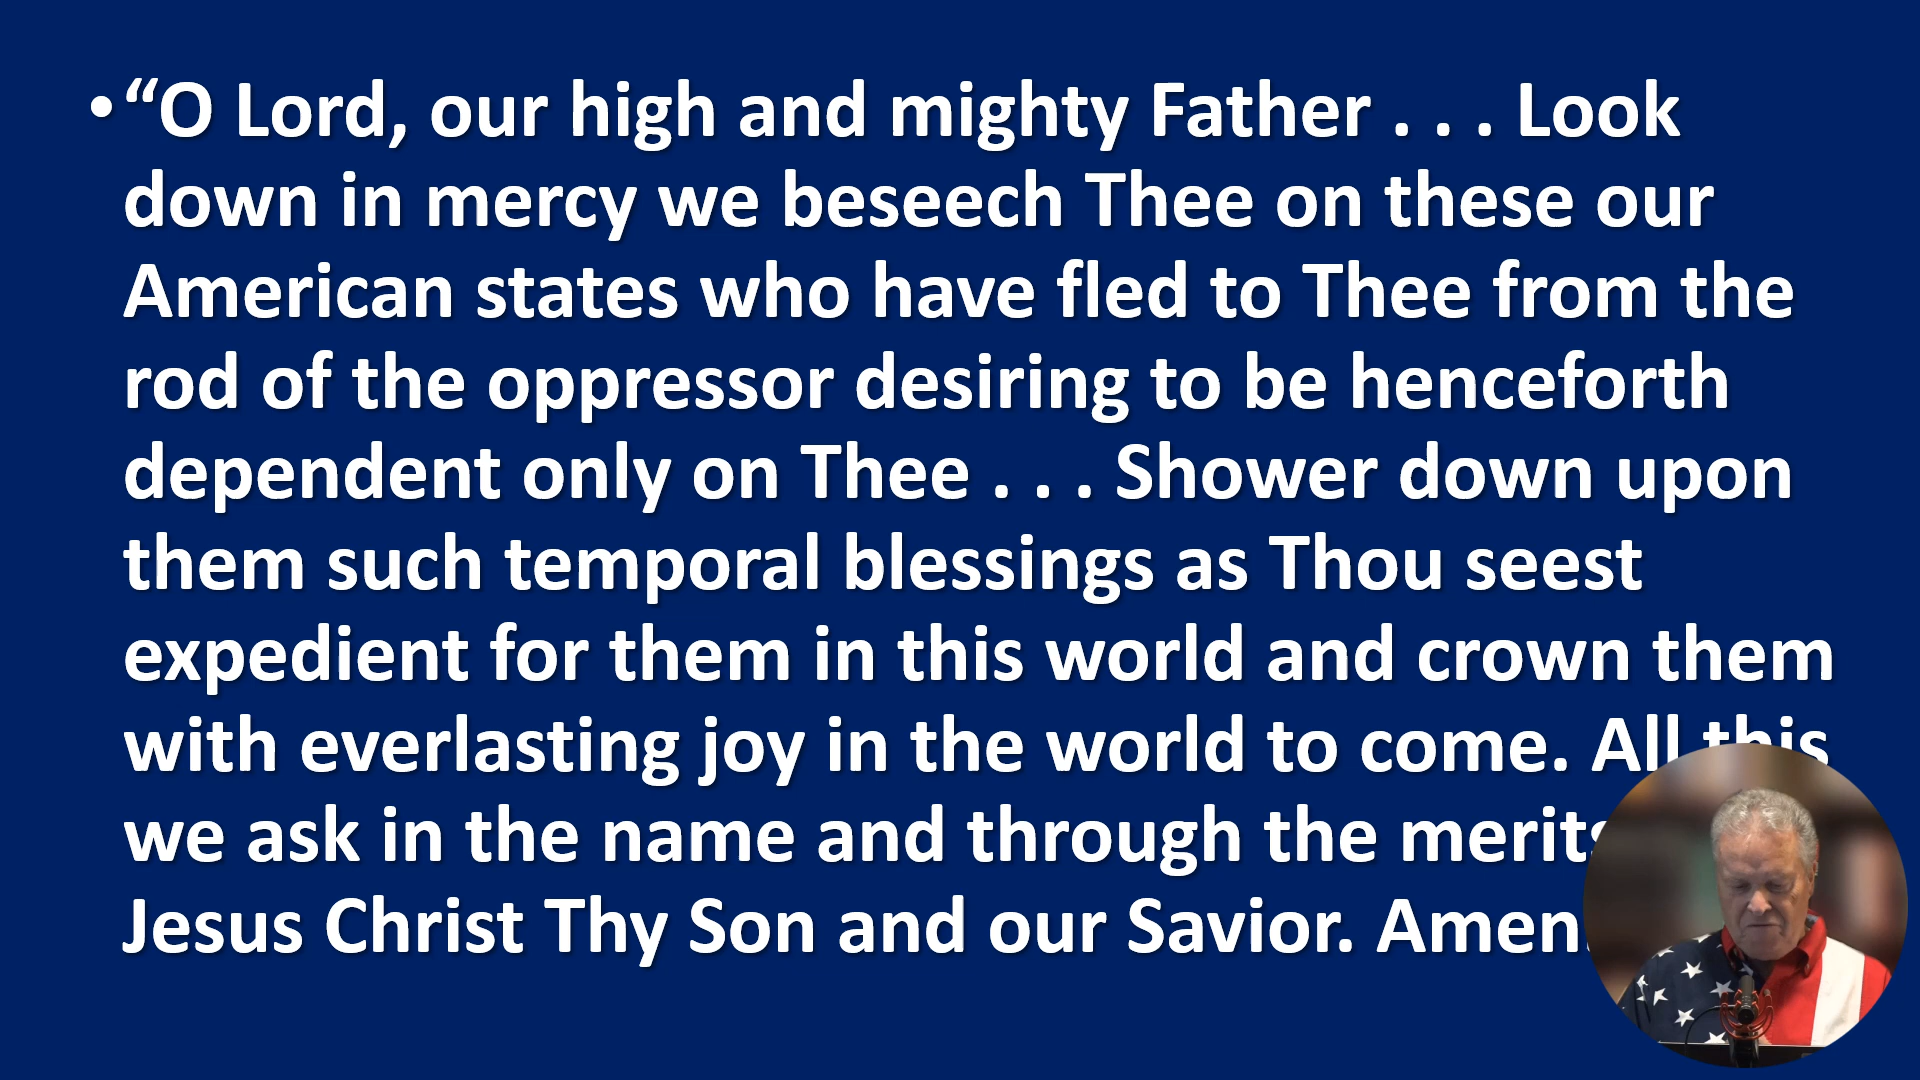 • “O Lord, our high and mighty Father . . . Look
down in mercy we beseech Thee on these our
American states who have fled to Thee from the
rod of the oppressor desiring to be henceforth
dependent only on Thee . . . Shower down upon
them such temporal blessings as Thou seest
expedient for them in this world and crown them
with everlasting joy in the world to come. All this
we ask in the name and through the merits
Jesus Christ Thy Son and our Savior. Amen.